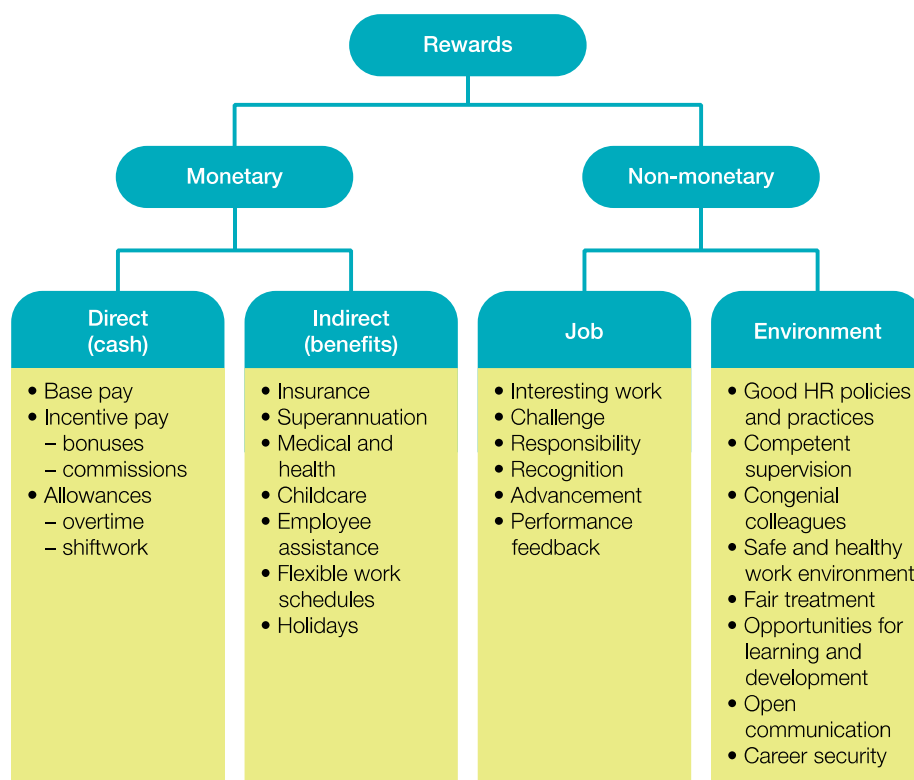 Rewards
Monetary
Non-monetary
Direct
(cash)
• Base pay
• Incentive pay
– bonuses
– commissions
• Allowances
– overtime
– shiftwork
Indirect
(benefits)
• Insurance
• Superannuation
• Medical and
health
• Childcare
• Employee
assistance
• Flexible work
schedules
• Holidays
Job
• Interesting work
• Challenge
• Responsibility
• Recognition
• Advancement
• Performance
feedback
Environment
• Good HR policies
and practices
• Competent
supervision
• Congenial
colleagues
• Safe and healthy
work environment
• Fair treatment
• Opportunities for
learning and
development
• Open
communication
• Career security